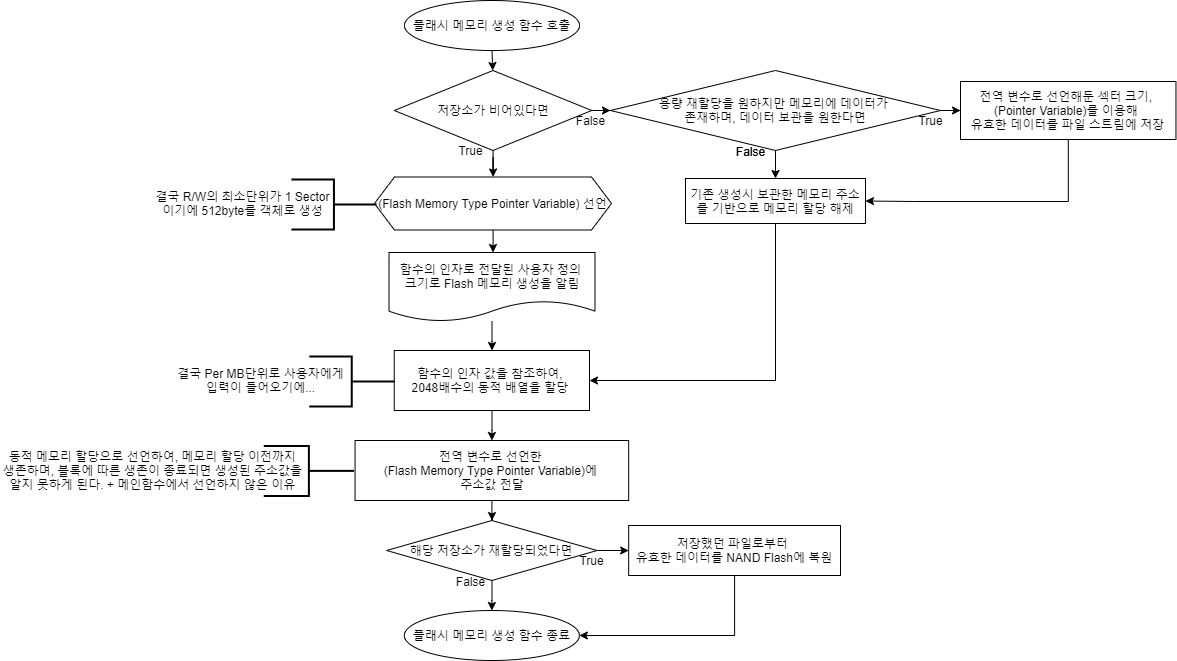 플래시 메모리 생성 함수 호출
저장소가 비어있다면
False
True
용량 재할당을 원하지만 메모리에 데이터가
존재하며, 데이터 보관을 원한다면
True
False
전역 변수로 선언해둔 섹터 크기,
(Pointer Variable)를 이용해
유효한 데이터를 파일 스트림에 저장
결국 R/W의 최소단위가 1 Sector
이기에 512byte를 객체로 생성
(Flash Memory Type Pointer Variable) 선언
기존 생성시 보관한 메모리 주소
를 기반으로 메모리 할당 해제
함수의 인자로 전달된 사용자 정의
크기로 Flash 메모리 생성을 알림
결국 Per MB단위로 사용자에게
입력이 들어오기에...
함수의 인자 값을 참조하여,
2048배수의 동적 배열을 할당
동적 메모리 할당으로 선언하여, 메모리 할당 이전까지
생존하며, 블록에 따른 생존이 종료되면 생성된 주소값을
알지 못하게 된다. + 메인함수에서 선언하지 않은 이유
전역 변수로 선언한
(Flash Memory Type Pointer Variable)에
주소값 전달
해당 저장소가 재할당되었다면
True
False
저장했던 파일로부터
유효한 데이터를 NAND Flash에 복원
플래시 메모리 생성 함수 종료